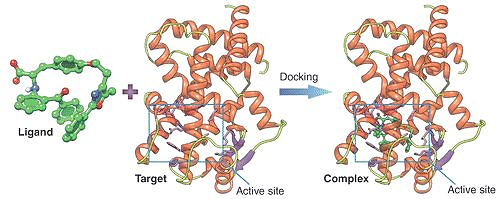 Docking
Ligand
Target
Active site
Complex
Active site